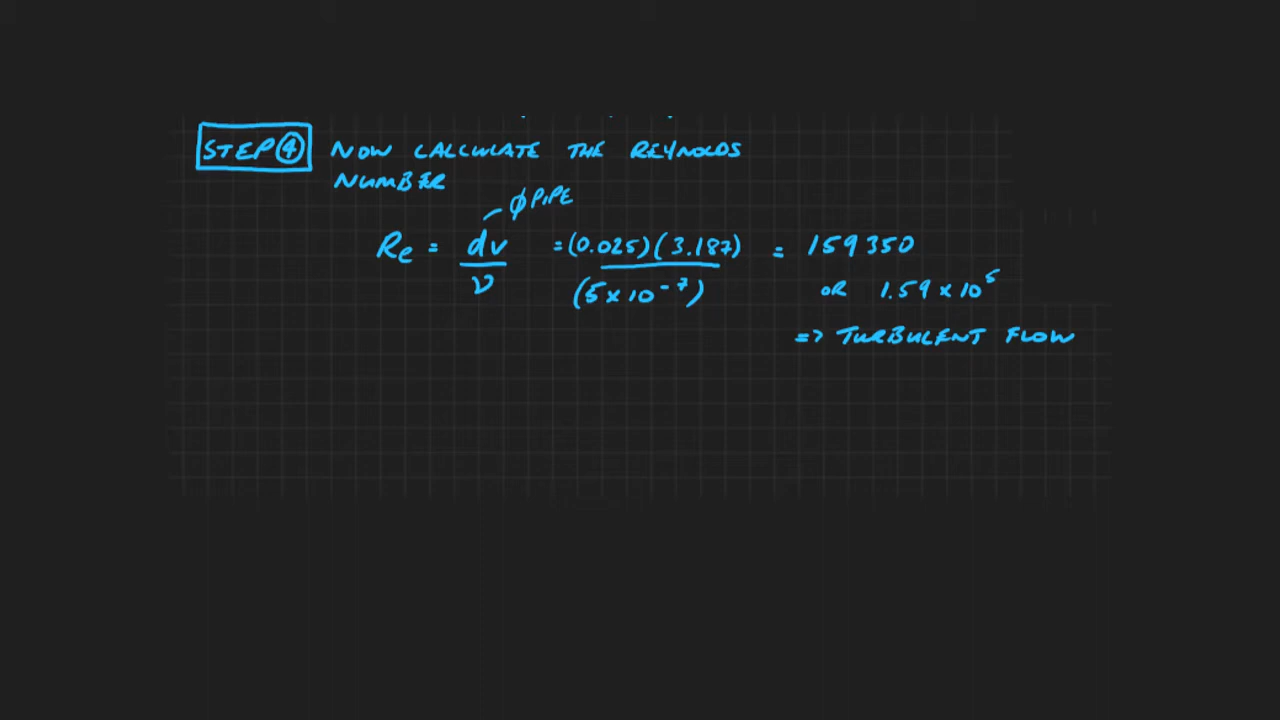 STEP 4 NOW CALCULATE THE REYNOLDS
NUMBER
φ PIPE
Re = dv/ν = (0.025)(3.187)/(5 × 10⁻⁷) = 159350
OR 1.59 × 10⁵
=> TURBULENT FLOW